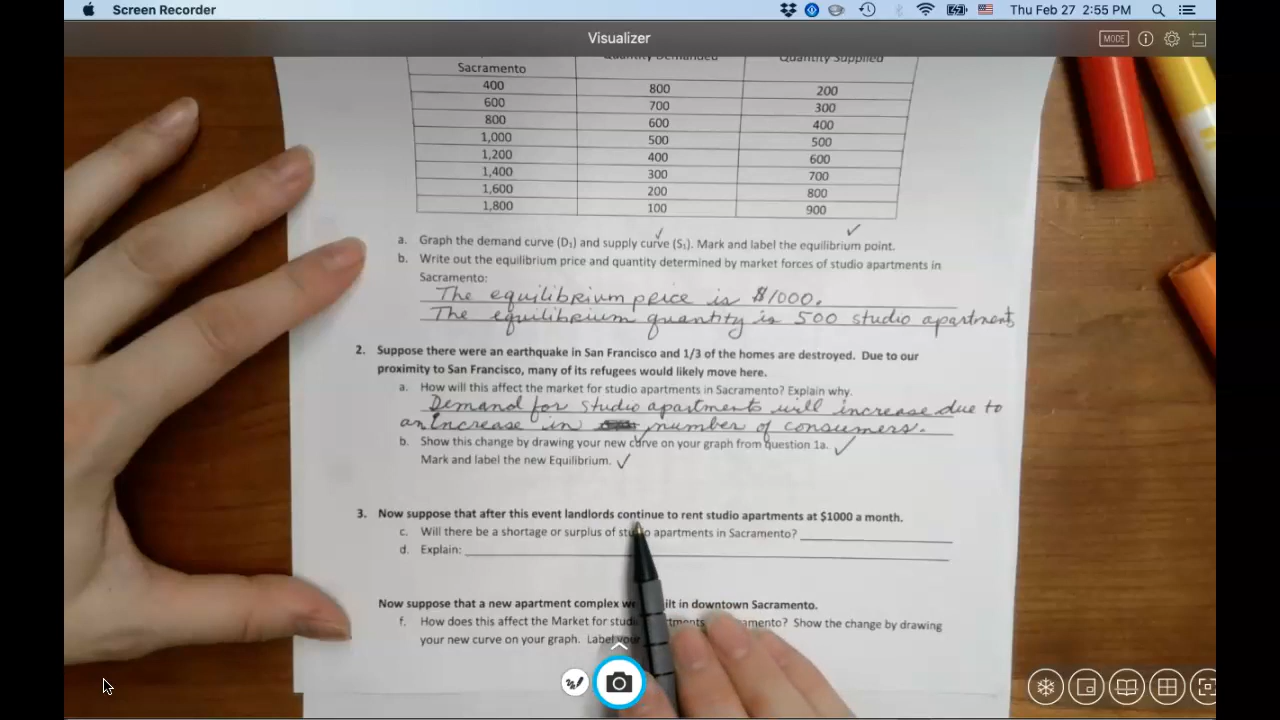 Screen Recorder
Thu Feb 27 2:55 PM
Visualizer
MODE
Sacramento Quantity Demanded Quantity Supplied
400 800 200
600 700 300
800 600 400
1,000 500 500
1,200 400 600
1,400 300 700
1,600 200 800
1,800 100 900
a. Graph the demand curve (D₁) and supply curve (S₁). Mark and label the equilibrium point.
b. Write out the equilibrium price and quantity determined by market forces of studio apartments in
Sacramento:
The equilibrium price is $1000.
The equilibrium quantity is 500 studio apartments
2. Suppose there were an earthquake in San Francisco and 1/3 of the homes are destroyed. Due to our
proximity to San Francisco, many of its refugees would likely move here.
a. How will this affect the market for studio apartments in Sacramento? Explain why.
Demand for studio apartments will increase due to
an increase in number of consumers.
b. Show this change by drawing your new curve on your graph from question 1a.
Mark and label the new Equilibrium.
3. Now suppose that after this event landlords continue to rent studio apartments at $1000 a month.
c. Will there be a shortage or surplus of studio apartments in Sacramento?
d. Explain:
Now suppose that a new apartment complex in downtown Sacramento.
f. How does this affect the Market for Show the change by drawing
your new curve on your graph. Label